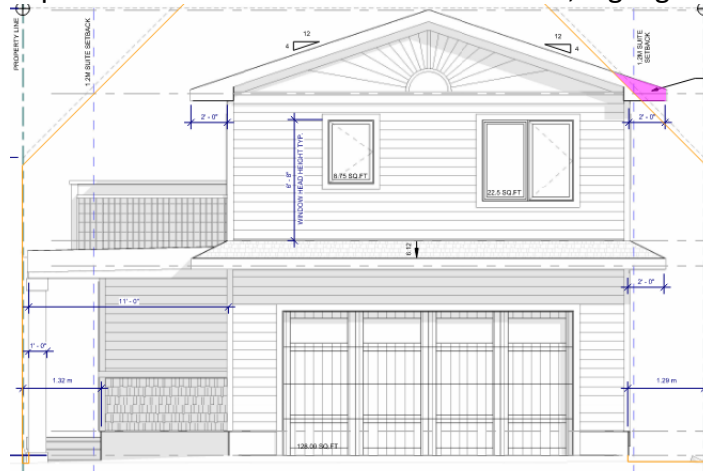 PROPERTY LINE
1.2M SUITE SETBACK
12
4
12
4
1.2M SUITE
SETBACK
2' - 0"
2' - 0"
6' - 8"
WINDOW HEAD HEIGHT TYP.
8.75 SQ.FT
22.5 SQ.FT
6:12
2' - 0"
11' - 0"
1' - 0"
1.32 m
1.29 m
128.00 SQ.FT